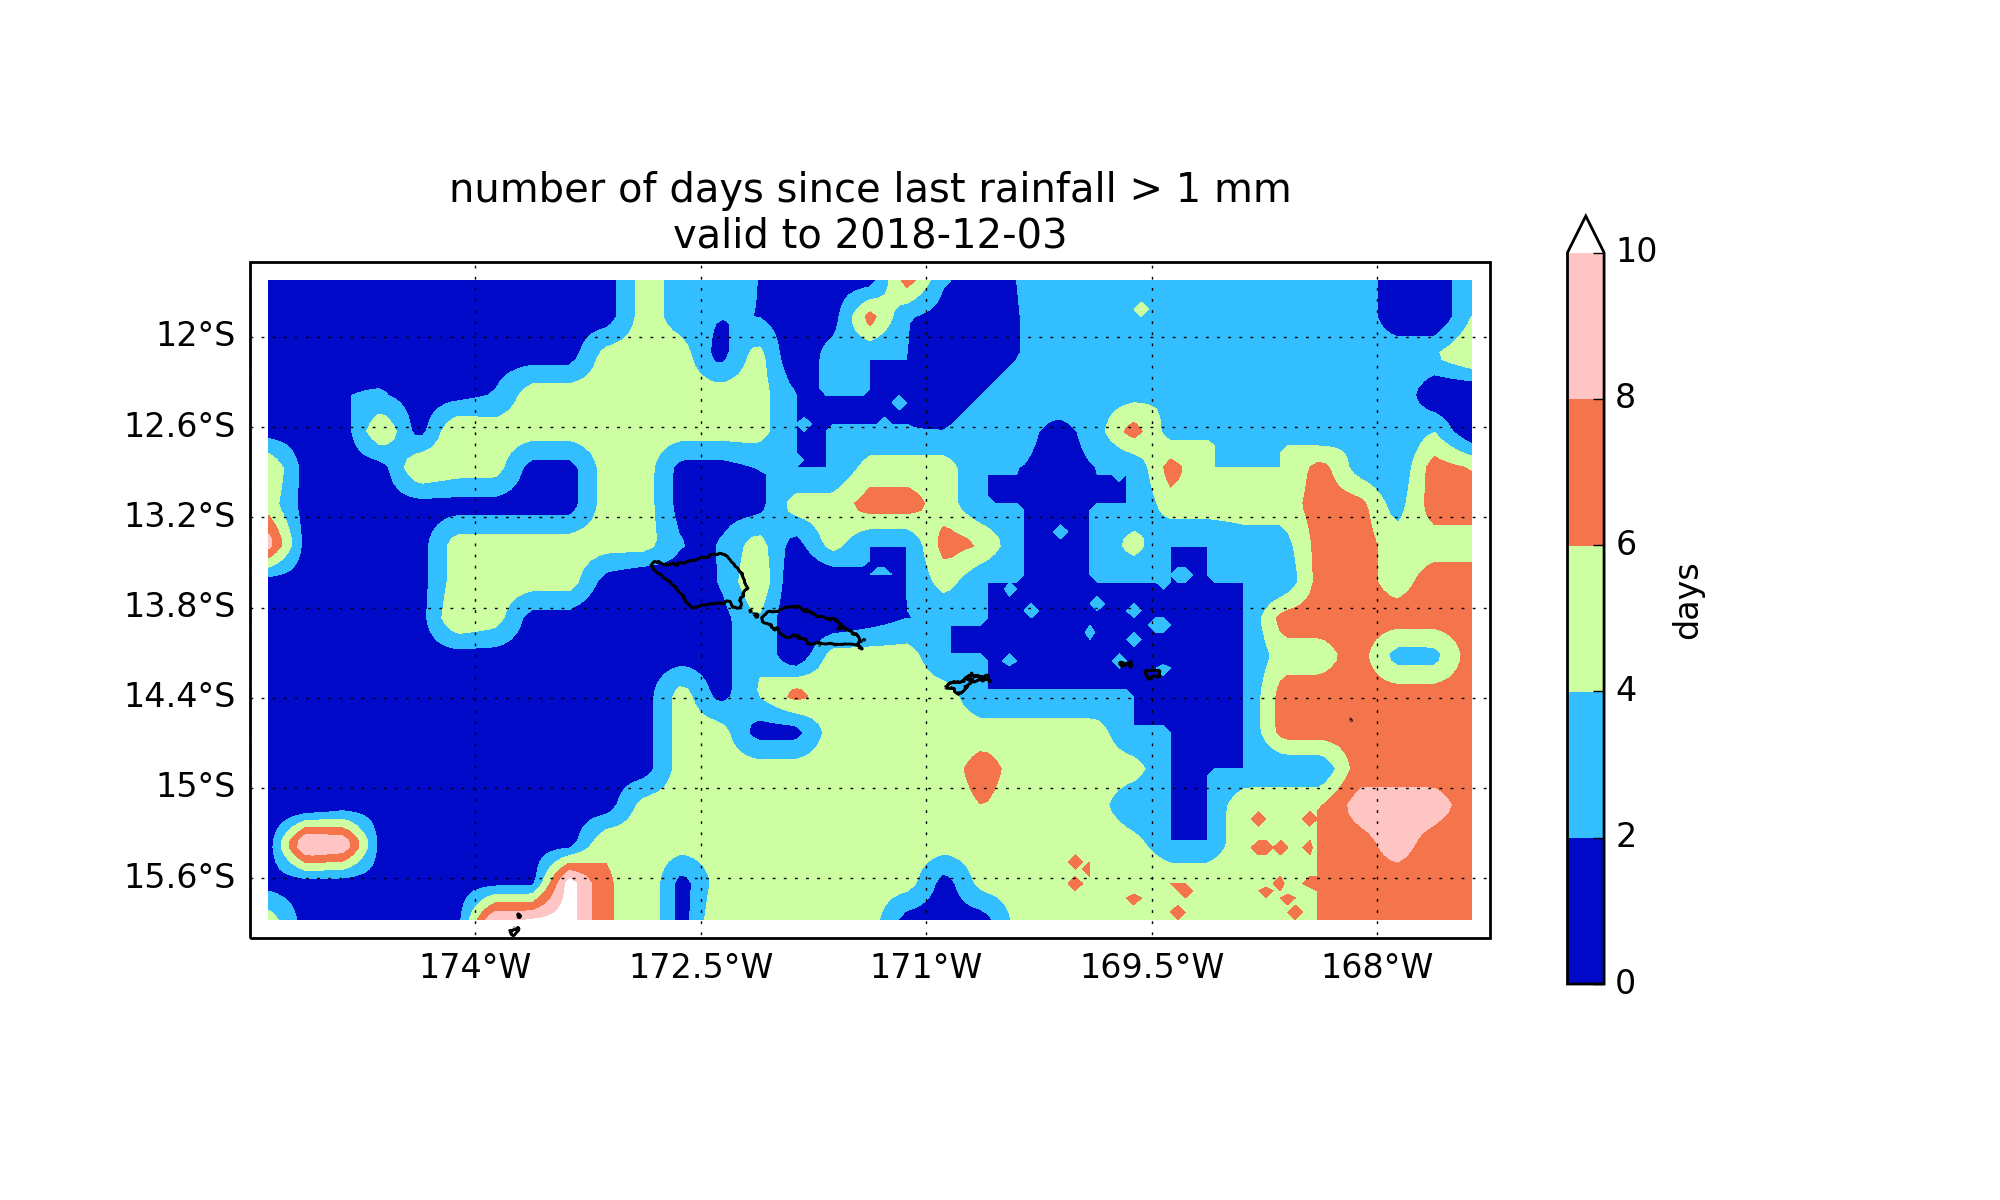 number of days since last rainfall > 1 mm
valid to 2018-12-03
12°S
12.6°S
13.2°S
13.8°S
14.4°S
15°S
15.6°S
174°W
172.5°W
171°W
169.5°W
168°W
10
8
6
4
2
0
days